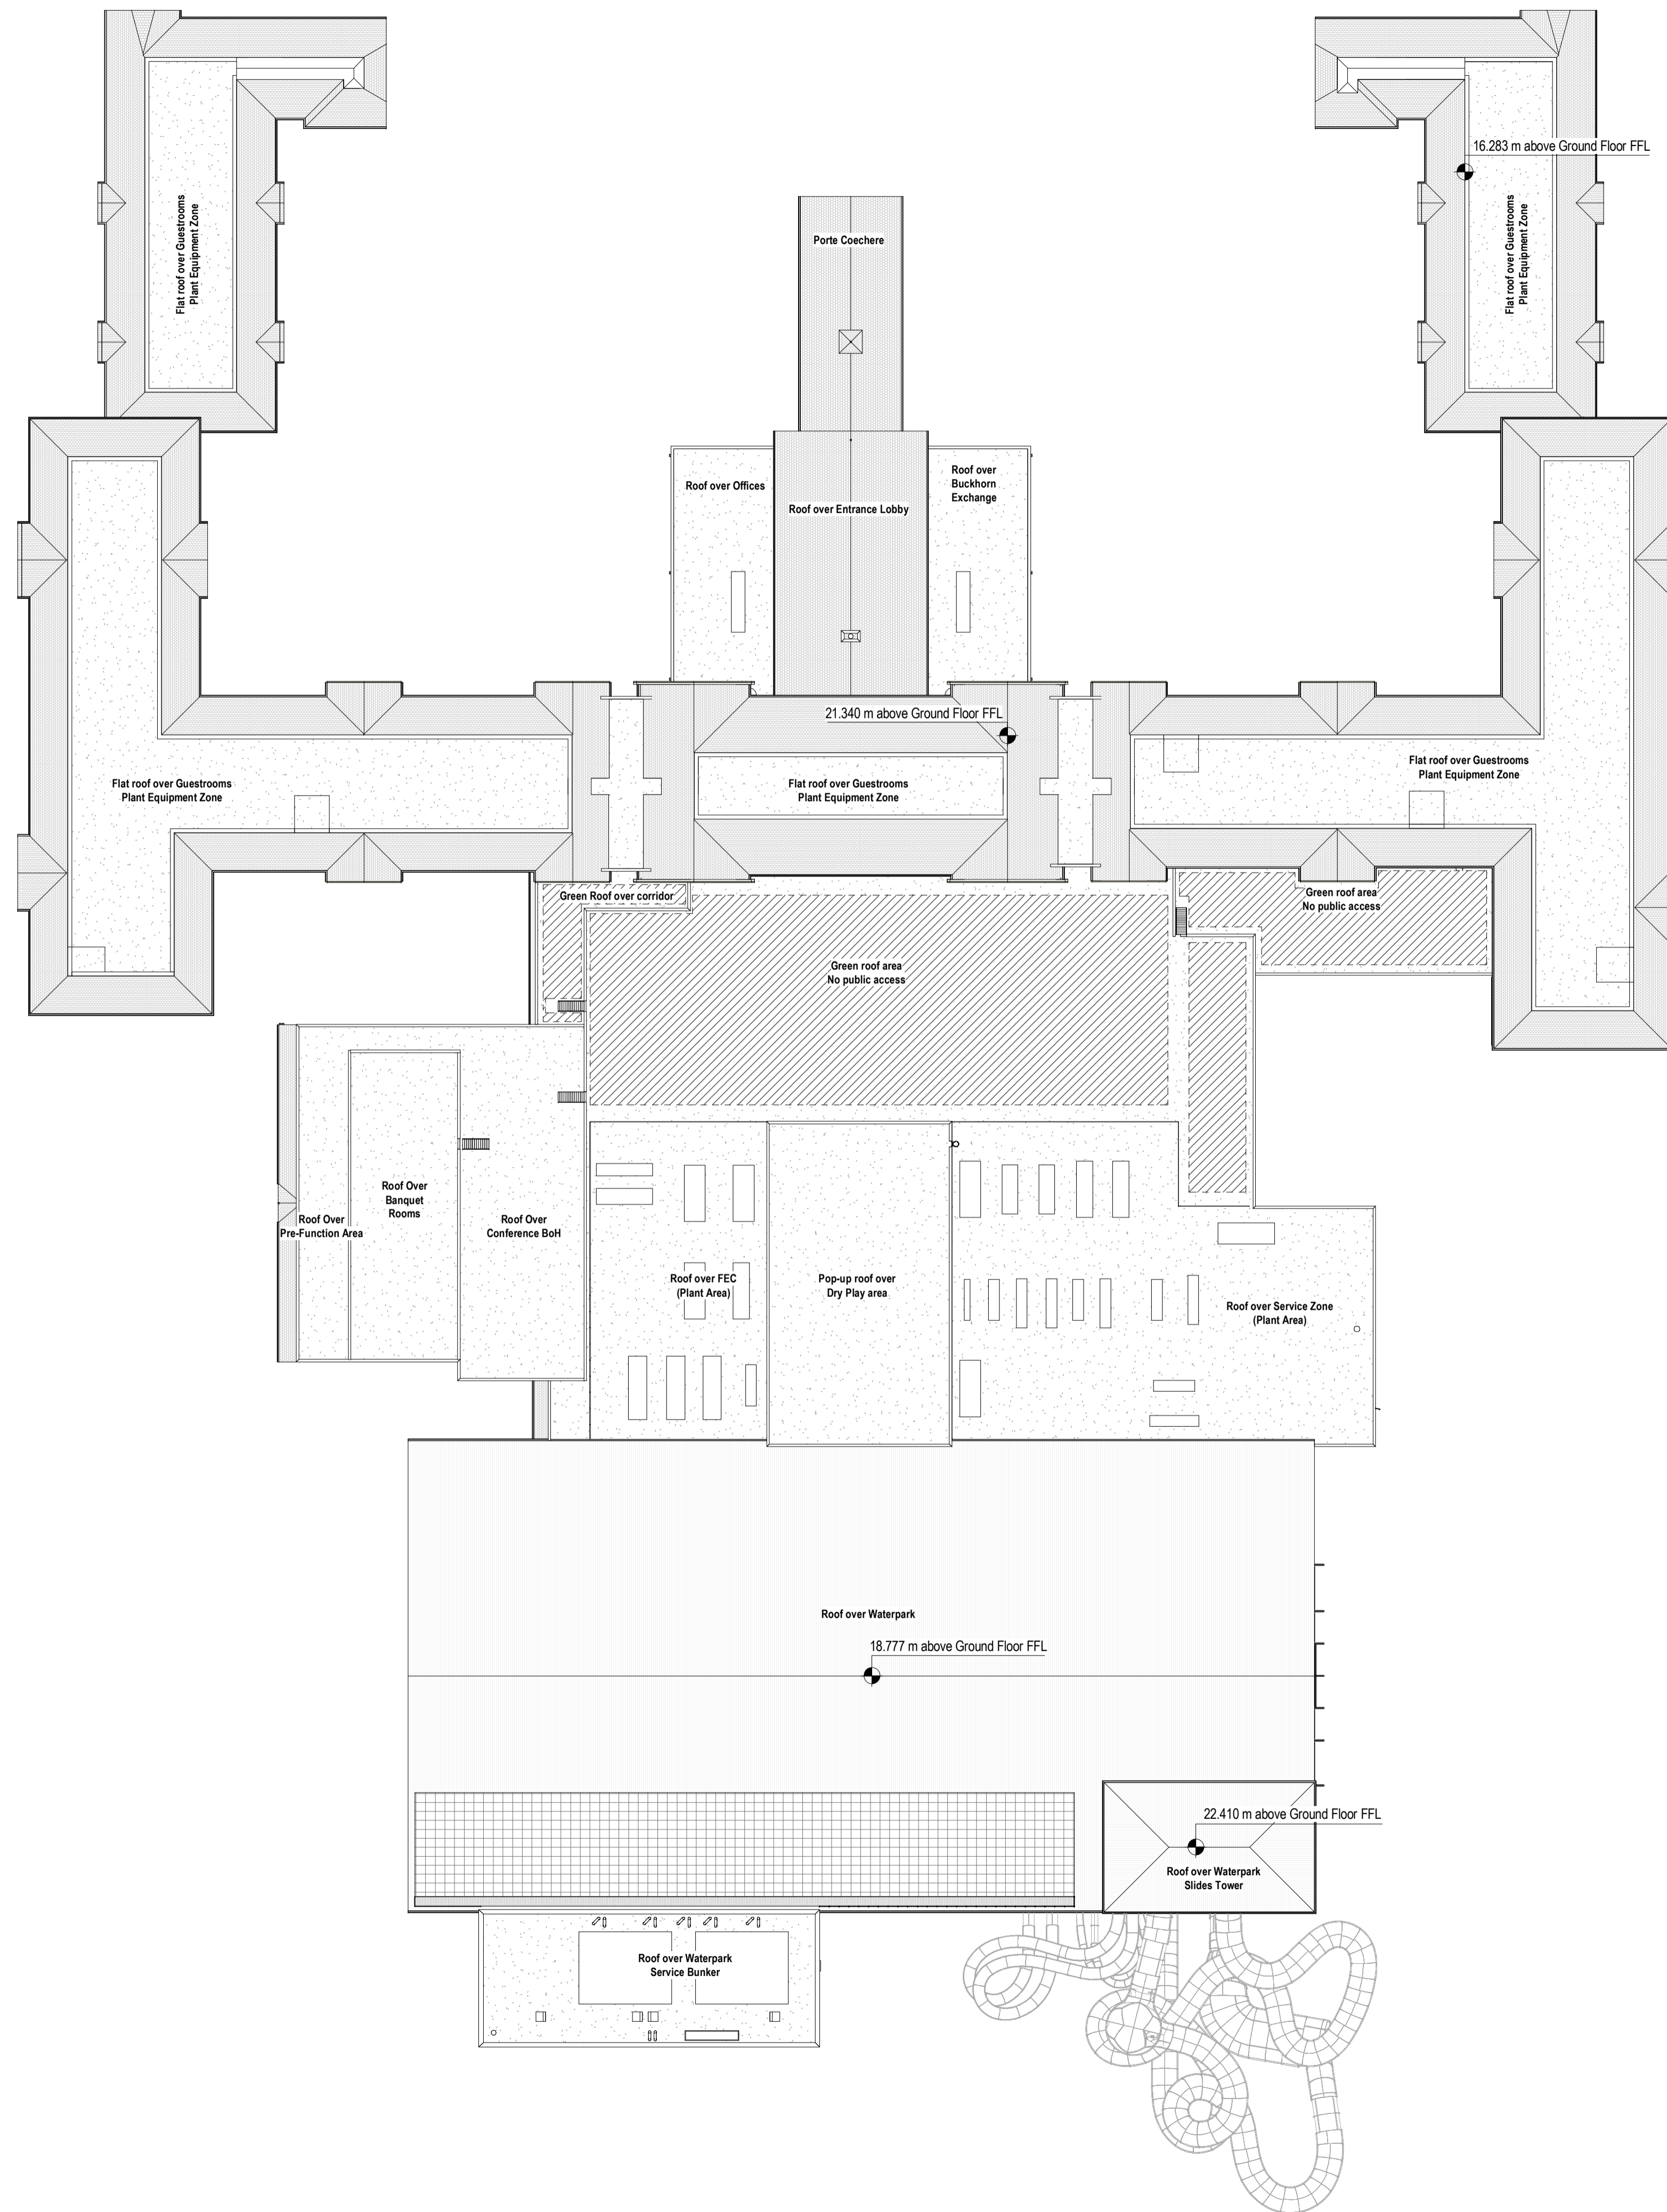 16.283 m above Ground Floor FFL
Flat roof over Guestrooms
Plant Equipment Zone
Flat roof over Guestrooms
Plant Equipment Zone
Porte Coechere
Roof over Offices
Roof over Entrance Lobby
Roof over
Buckhorn
Exchange
21.340 m above Ground Floor FFL
Flat roof over Guestrooms
Plant Equipment Zone
Flat roof over Guestrooms
Plant Equipment Zone
Flat roof over Guestrooms
Plant Equipment Zone
Green Roof over corridor
Green roof area
No public access
Green roof area
No public access
Roof Over
Pre-Function Area
Roof Over
Banquet
Rooms
Roof Over
Conference BoH
Roof over FEC
(Plant Area)
Pop-up roof over
Dry Play area
Roof over Service Zone
(Plant Area)
Roof over Waterpark
18.777 m above Ground Floor FFL
22.410 m above Ground Floor FFL
Roof over Waterpark
Slides Tower
Roof over Waterpark
Service Bunker